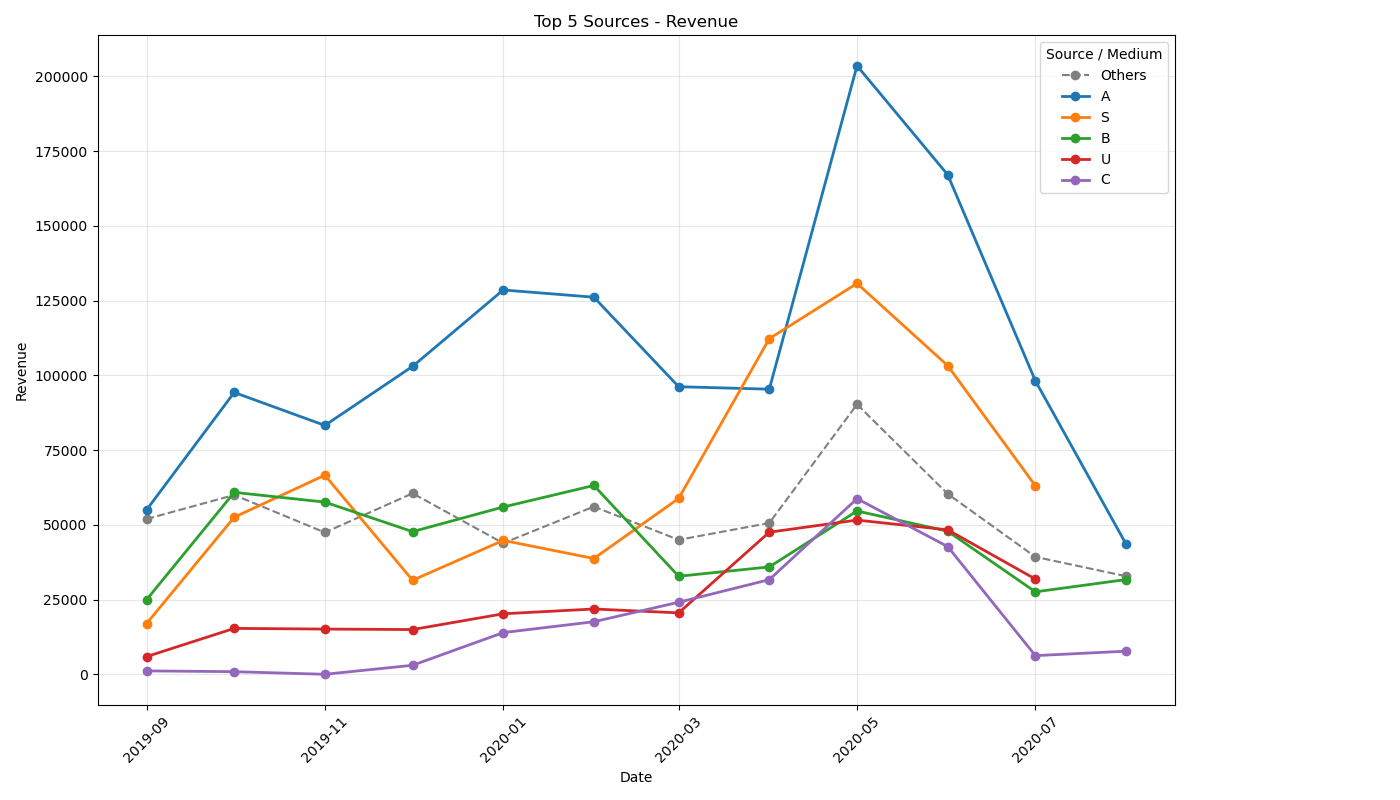 Top 5 Sources - Revenue
Source / Medium
Others
A
S
B
U
C
Revenue
200000
175000
150000
125000
100000
75000
50000
25000
0
2019-09
2019-11
2020-01
2020-03
2020-05
2020-07
Date